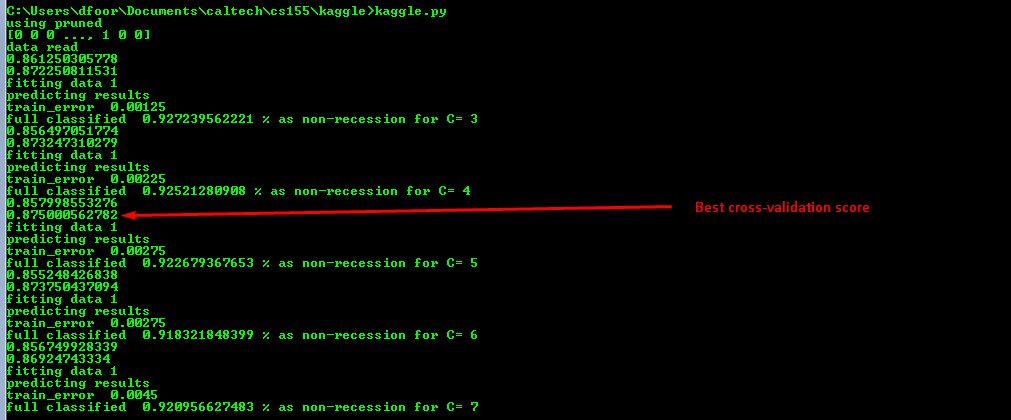 C:\Users\dfoor\Documents\caltech\cs155\kaggle>kaggle.py
using pruned
[0 0 0 ..., 1 0 0]
data read
0.861250305778
0.872250811531
fitting data 1
predicting results
train_error  0.00125
full classified  0.927239562221 % as non-recession for C= 3
0.856497051774
0.873247310279
fitting data 1
predicting results
train_error  0.00225
full classified  0.92521280908 % as non-recession for C= 4
0.857998553276
0.875000562782
Best cross-validation score
fitting data 1
predicting results
train_error  0.00275
full classified  0.922679367653 % as non-recession for C= 5
0.855248426838
0.873750437094
fitting data 1
predicting results
train_error  0.00275
full classified  0.918321848399 % as non-recession for C= 6
0.856749928339
0.86924743334
fitting data 1
predicting results
train_error  0.0045
full classified  0.920956627483 % as non-recession for C= 7